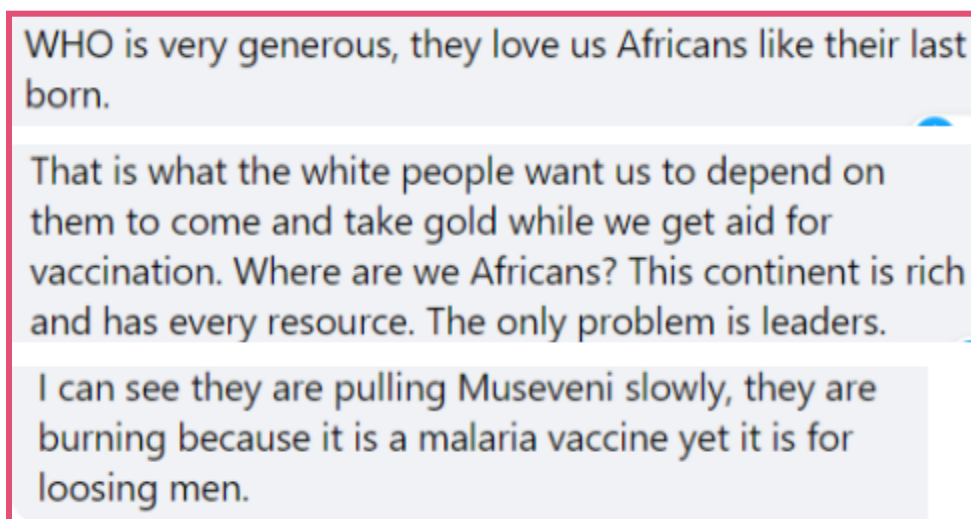 WHO is very generous, they love us Africans like their last
born.
That is what the white people want us to depend on
them to come and take gold while we get aid for
vaccination. Where are we Africans? This continent is rich
and has every resource. The only problem is leaders.
I can see they are pulling Museveni slowly, they are
burning because it is a malaria vaccine yet it is for
loosing men.